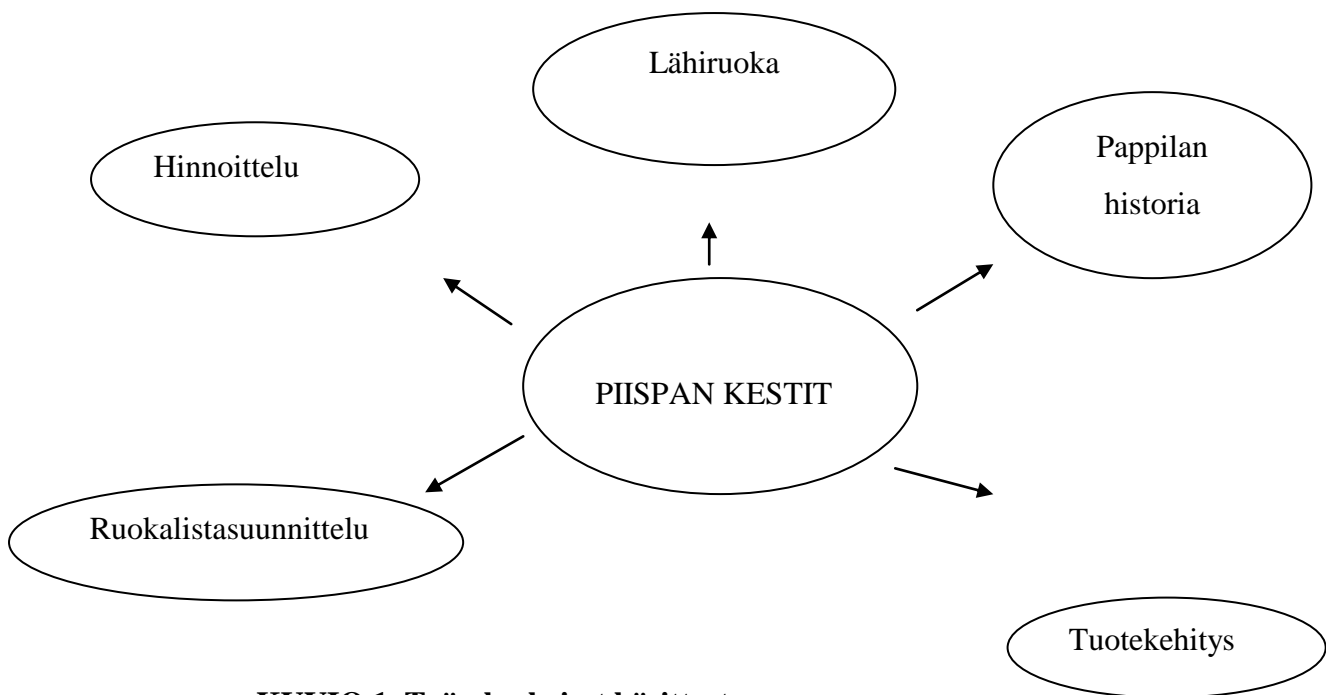 Lähiruoka
Hinnoittelu
Pappilan
historia
PIISPAN KESTIT
Ruokalistasuunnittelu
Tuotekehitys